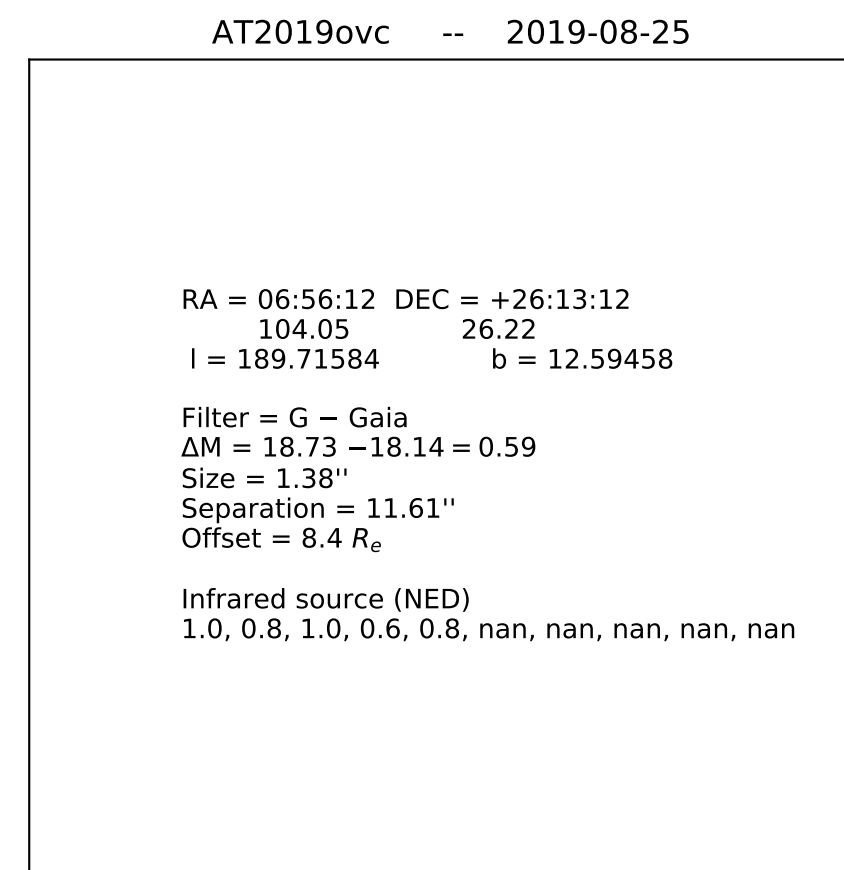 AT2019ovc -- 2019-08-25
RA = 06:56:12 DEC = +26:13:12
104.05 26.22
l = 189.71584 b = 12.59458
Filter = G − Gaia
ΔM = 18.73 −18.14 = 0.59
Size = 1.38''
Separation = 11.61''
Offset = 8.4 Re
Infrared source (NED)
1.0, 0.8, 1.0, 0.6, 0.8, nan, nan, nan, nan, nan